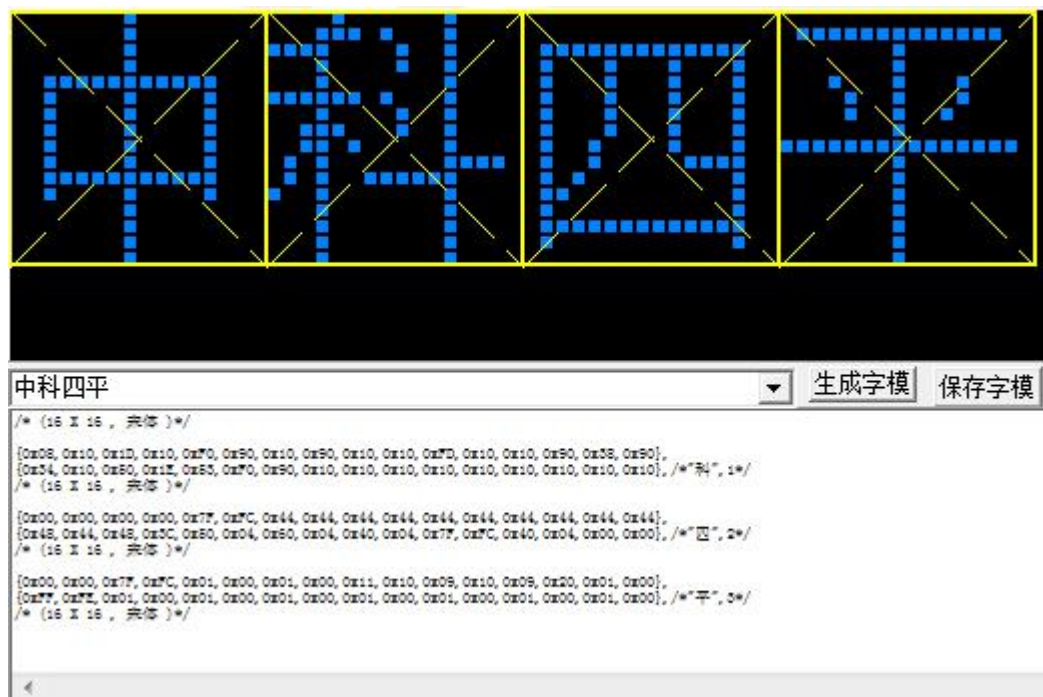 中科四平
中科四平
生成字模 保存字模
/* (16 X 16 , 宋体 )*/
{0x08,0x10,0x1D,0x10,0xF0,0x90,0x10,0x90,0x10,0x10,0xFD,0x10,0x10,0x90,0x38,0x90},
{0x34,0x10,0x50,0x1E,0x53,0xF0,0x90,0x10,0x10,0x10,0x10,0x10,0x10,0x10,0x10,0x10},/*"科",1*/
/* (16 X 16 , 宋体 )*/
{0x00,0x00,0x00,0x00,0x7F,0xFC,0x44,0x44,0x44,0x44,0x44,0x44,0x44,0x44,0x44,0x44},
{0x48,0x44,0x48,0x3C,0x50,0x04,0x60,0x04,0x40,0x04,0x7F,0xFC,0x40,0x04,0x00,0x00},/*"四",2*/
/* (16 X 16 , 宋体 )*/
{0x00,0x00,0x7F,0xFC,0x01,0x00,0x01,0x00,0x11,0x10,0x09,0x10,0x09,0x20,0x01,0x00},
{0xFF,0xFE,0x01,0x00,0x01,0x00,0x01,0x00,0x01,0x00,0x01,0x00,0x01,0x00,0x01,0x00},/*"平",3*/
/* (16 X 16 , 宋体 )*/